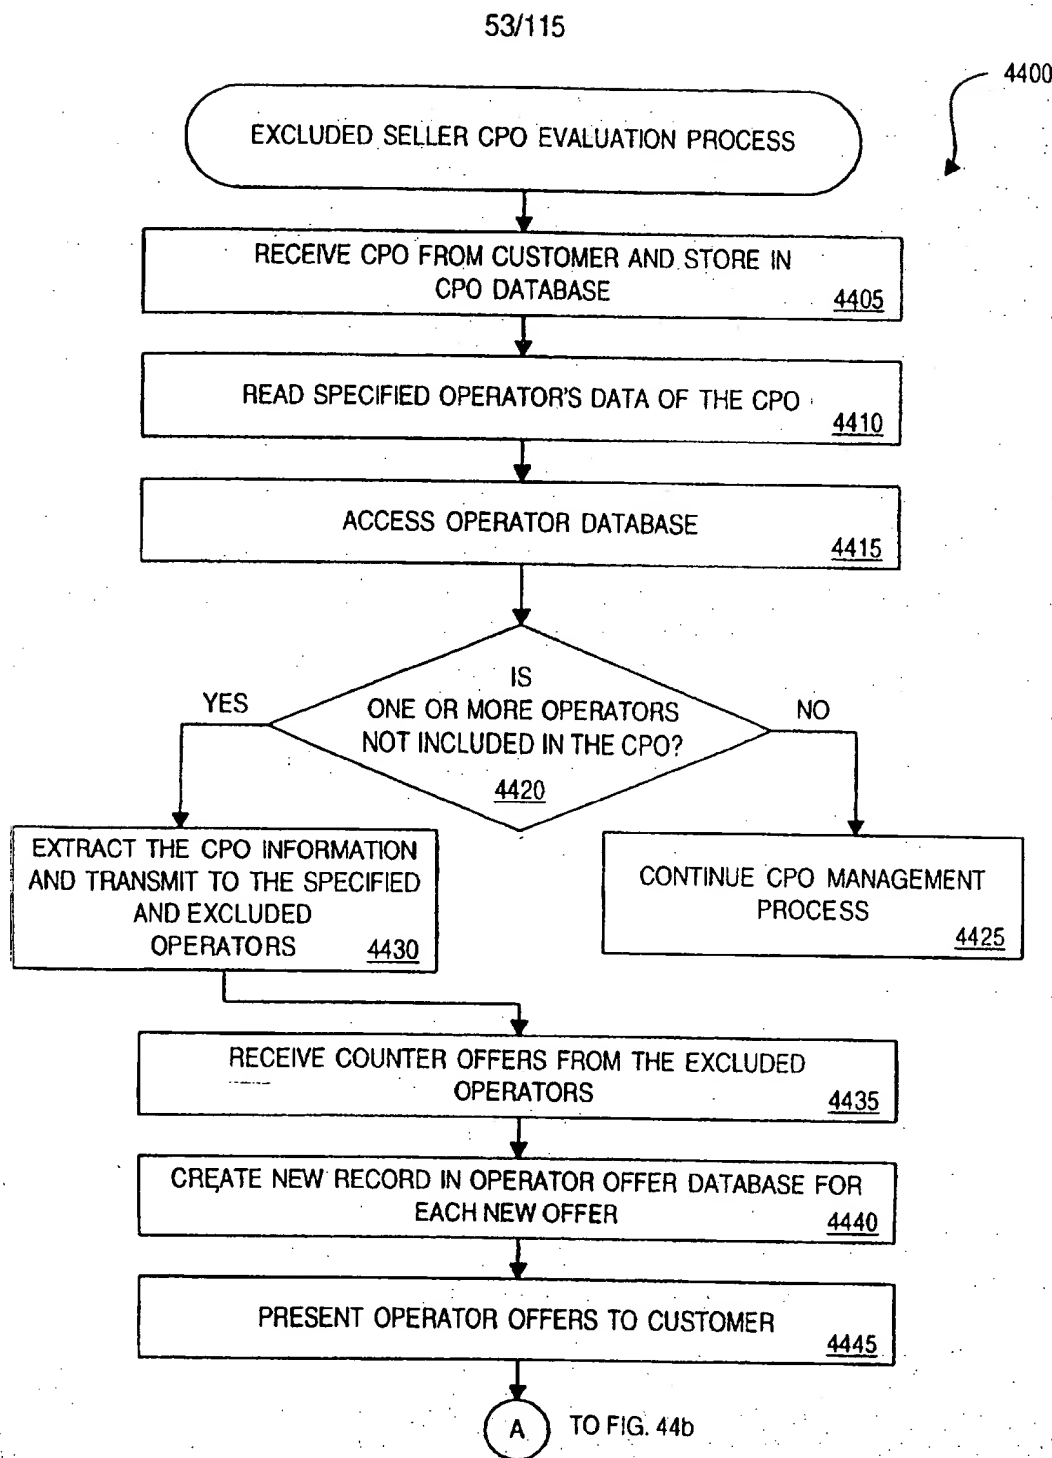 53/115
4400
EXCLUDED SELLER CPO EVALUATION PROCESS
RECEIVE CPO FROM CUSTOMER AND STORE IN
CPO DATABASE
4405
READ SPECIFIED OPERATOR'S DATA OF THE CPO
4410
ACCESS OPERATOR DATABASE
4415
IS
ONE OR MORE OPERATORS
NOT INCLUDED IN THE CPO?
4420
YES
NO
EXTRACT THE CPO INFORMATION
AND TRANSMIT TO THE SPECIFIED
AND EXCLUDED
OPERATORS
4430
CONTINUE CPO MANAGEMENT
PROCESS
4425
RECEIVE COUNTER OFFERS FROM THE EXCLUDED
OPERATORS
4435
CREATE NEW RECORD IN OPERATOR OFFER DATABASE FOR
EACH NEW OFFER
4440
PRESENT OPERATOR OFFERS TO CUSTOMER
4445
A
TO FIG. 44b